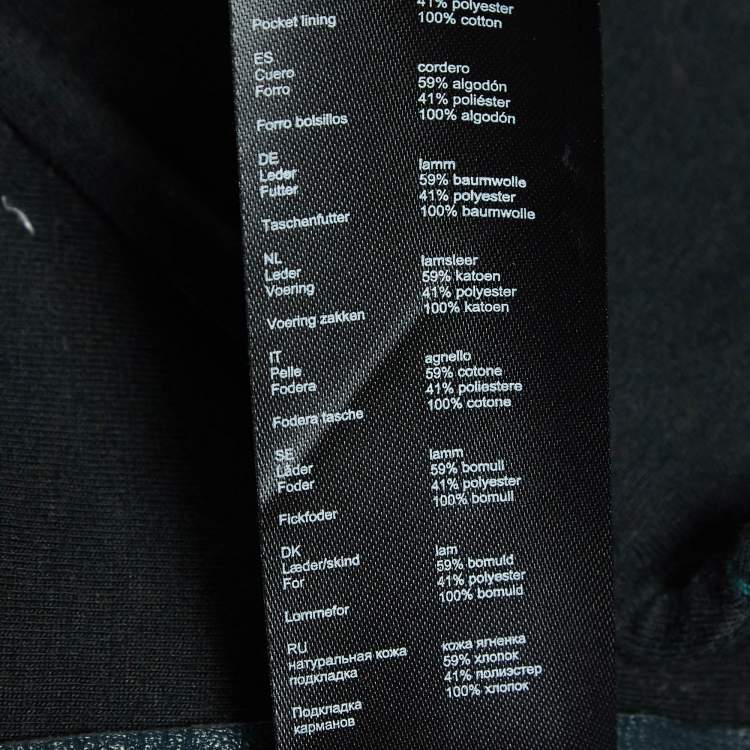 41% polyester
Pocket lining 100% cotton
ES
Cuero cordero
Forro 59% algodón
41% poliéster
Forro bolsillos 100% algodón
DE
Leder lamm
Futter 59% baumwolle
41% polyester
Taschenfutter 100% baumwolle
NL
Leder lamsleer
Voering 59% katoen
41% polyester
Voering zakken 100% katoen
IT
Pelle agnello
Fodera 59% cotone
41% poliestere
Fodera tasche 100% cotone
SE
Läder lamm
Foder 59% bomull
41% polyester
Fickfoder 100% bomull
DK
Læder/skind lam
For 59% bomuld
41% polyester
Lommefor 100% bomuld
RU
натуральная кожа кожа ягненка
подкладка 59% хлопок
41% полиэстер
Подкладка 100% хлопок
карманов